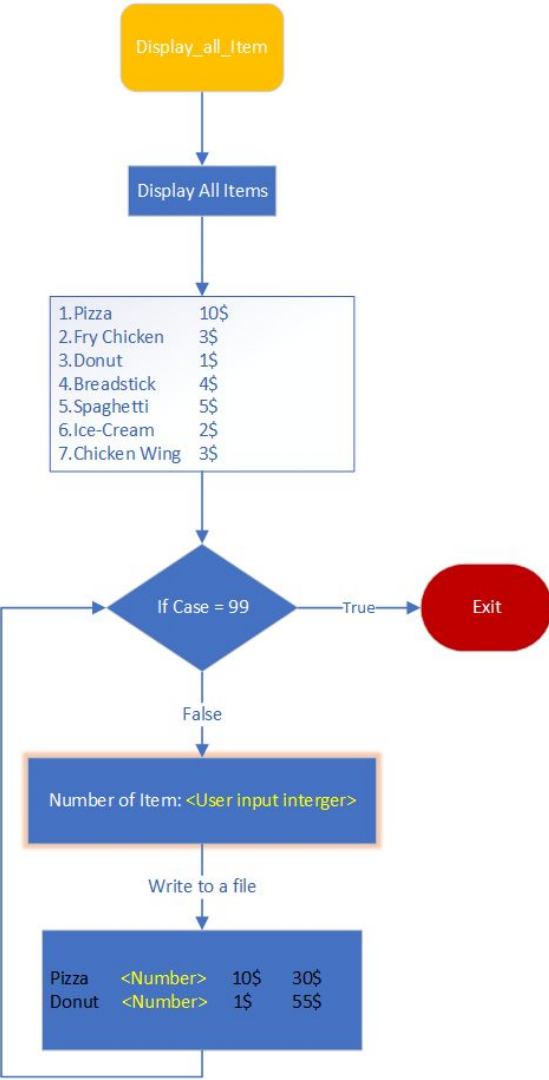 Display_all_Item
Display All Items
1.Pizza 10$
2.Fry Chicken 3$
3.Donut 1$
4.Breadstick 4$
5.Spaghetti 5$
6.Ice-Cream 2$
7.Chicken Wing 3$
If Case = 99
True
Exit
False
Number of Item: <User input interger>
Write to a file
Pizza <Number> 10$ 30$
Donut <Number> 1$ 55$